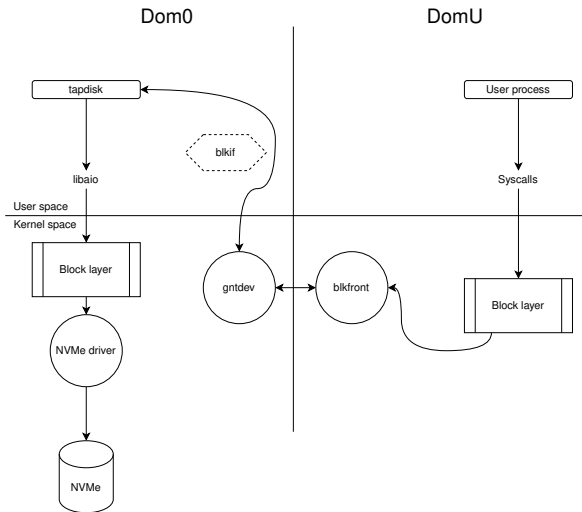 Dom0
DomU
tapdisk
User process
blkif
libaio
Syscalls
User space
Kernel space
Block layer
gntdev
blkfront
Block layer
NVMe driver
NVMe